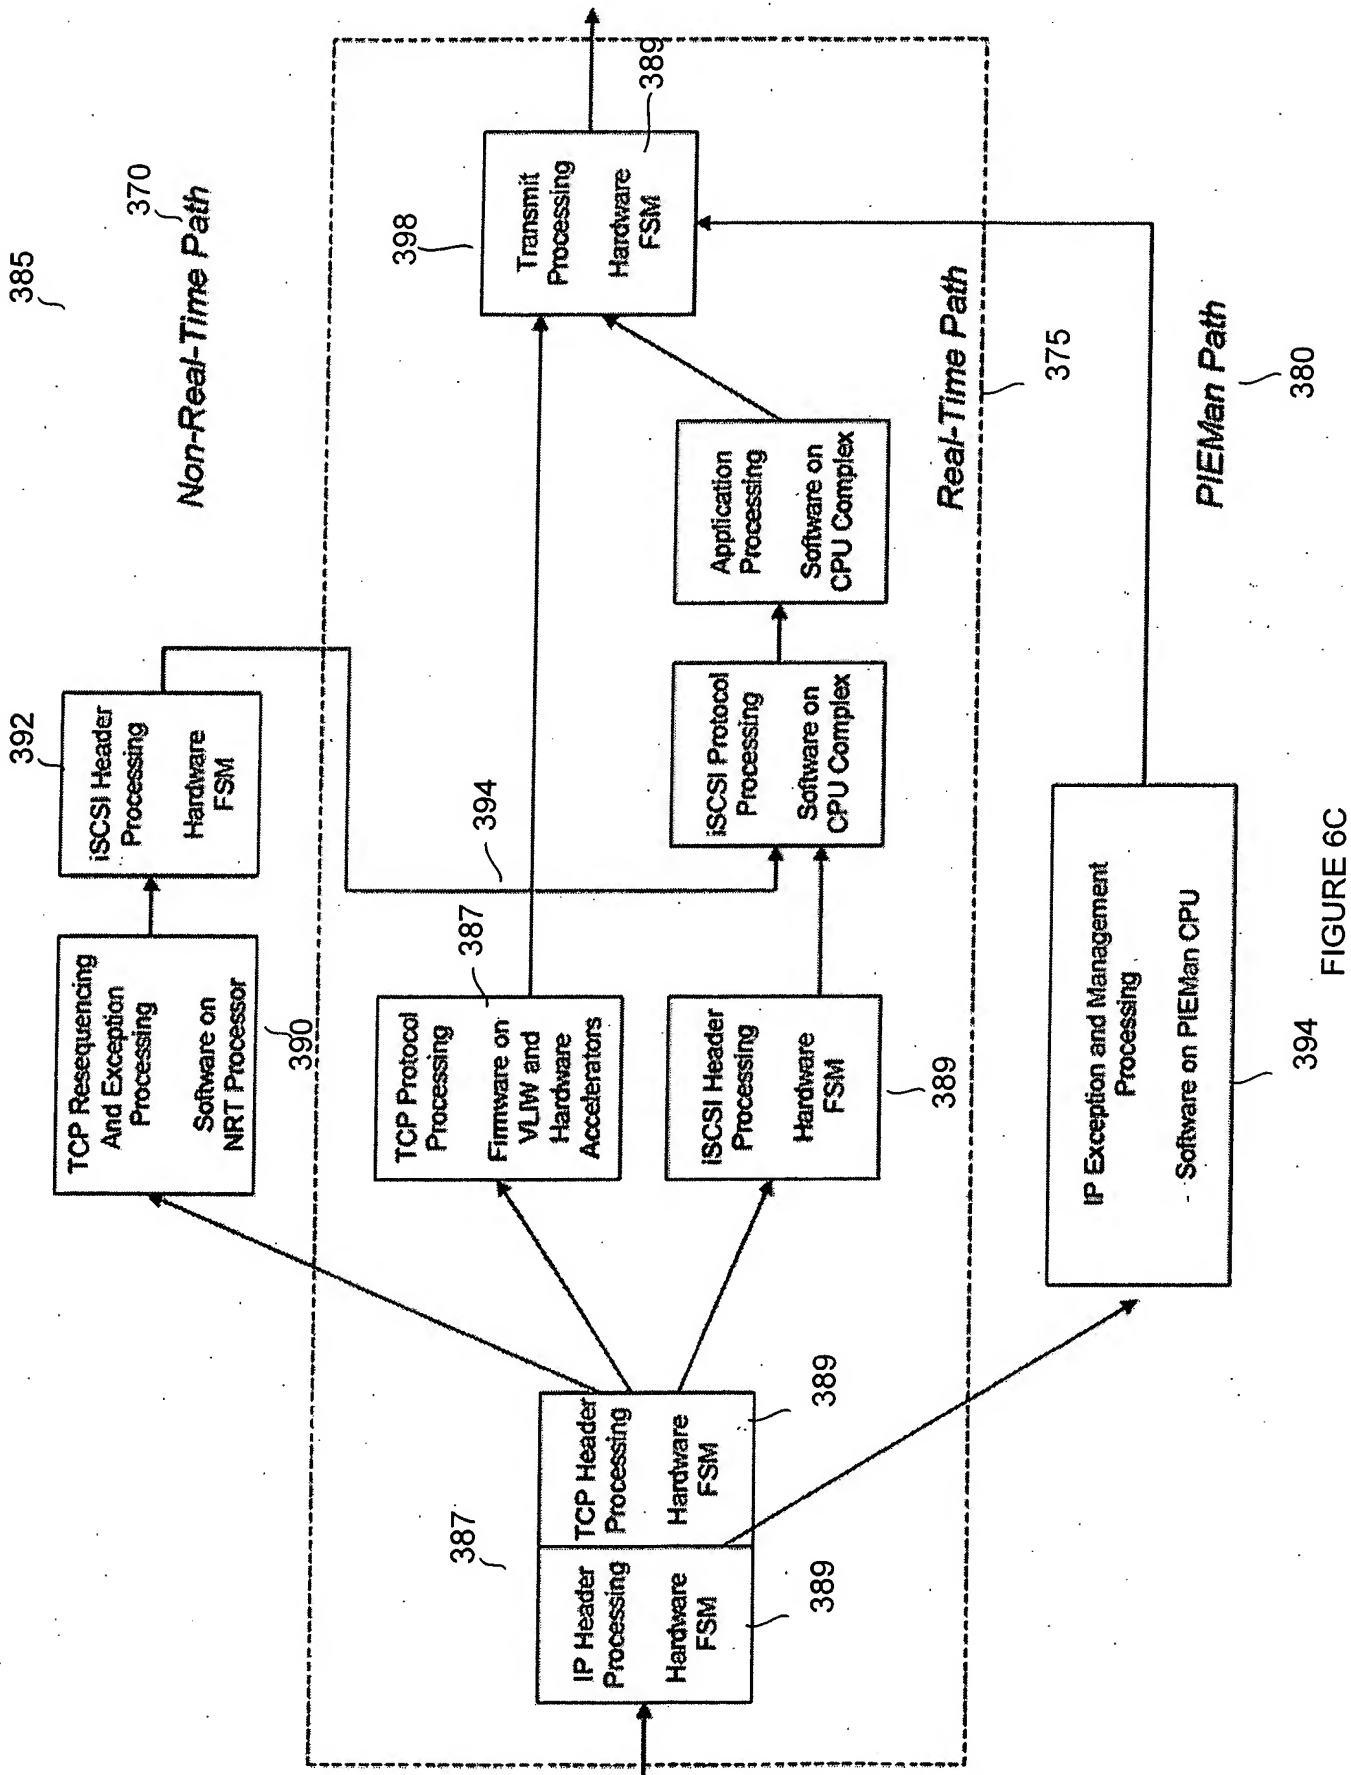 385
370
Non-Real-Time Path
392
iSCSI Header
Processing
Hardware
FSM
TCP Resequencing
And Exception
Processing
Software on
NRT Processor
390
398
Transmit
Processing
Hardware
FSM
389
394
387
TCP Protocol
Processing
Firmware on
VLIW and
Hardware
Accelerators
Application
Processing
Software on
CPU Complex
iSCSI Protocol
Processing
Software on
CPU Complex
iSCSI Header
Processing
Hardware
FSM
389
387
IP Header
Processing
Hardware
FSM
389
TCP Header
Processing
Hardware
FSM
389
Real-Time Path
375
PIEMan Path
380
IP Exception and Management
Processing
- Software on PIEMan CPU
394
FIGURE 6C